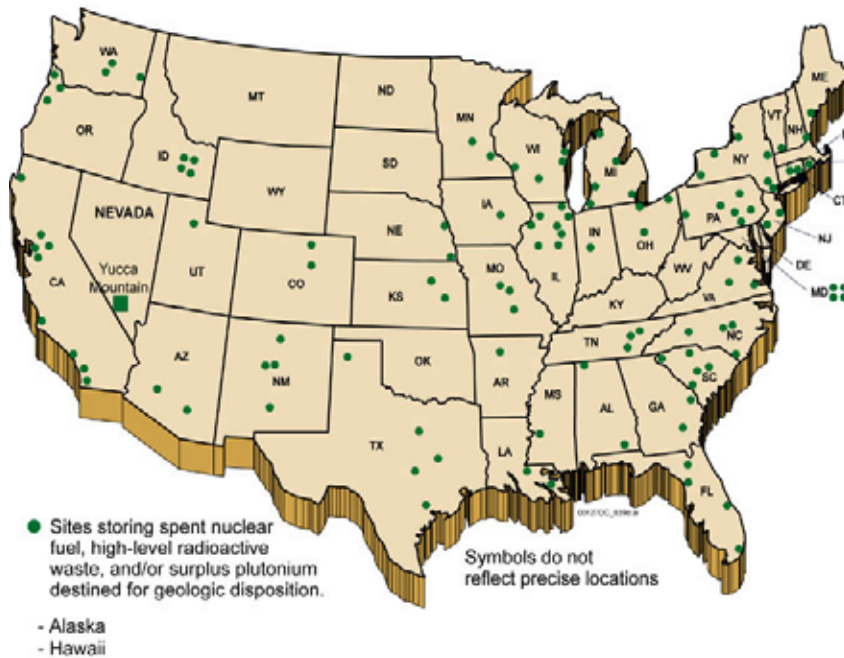 WA
MT
ND
MN
ME
VT
NH
OR
ID
SD
WI
MI
NY
WY
IA
PA
NEVADA
NE
OH
IN
IL
NJ
UT
CO
WV
DE
Yucca
Mountain
CA
KS
MO
VA
MD
KY
NC
TN
AZ
NM
OK
AR
SC
MS
AL
GA
TX
LA
FL
CT
Sites storing spent nuclear
fuel, high-level radioactive
waste, and/or surplus plutonium
destined for geologic disposition.
Symbols do not
reflect precise locations
- Alaska
- Hawaii